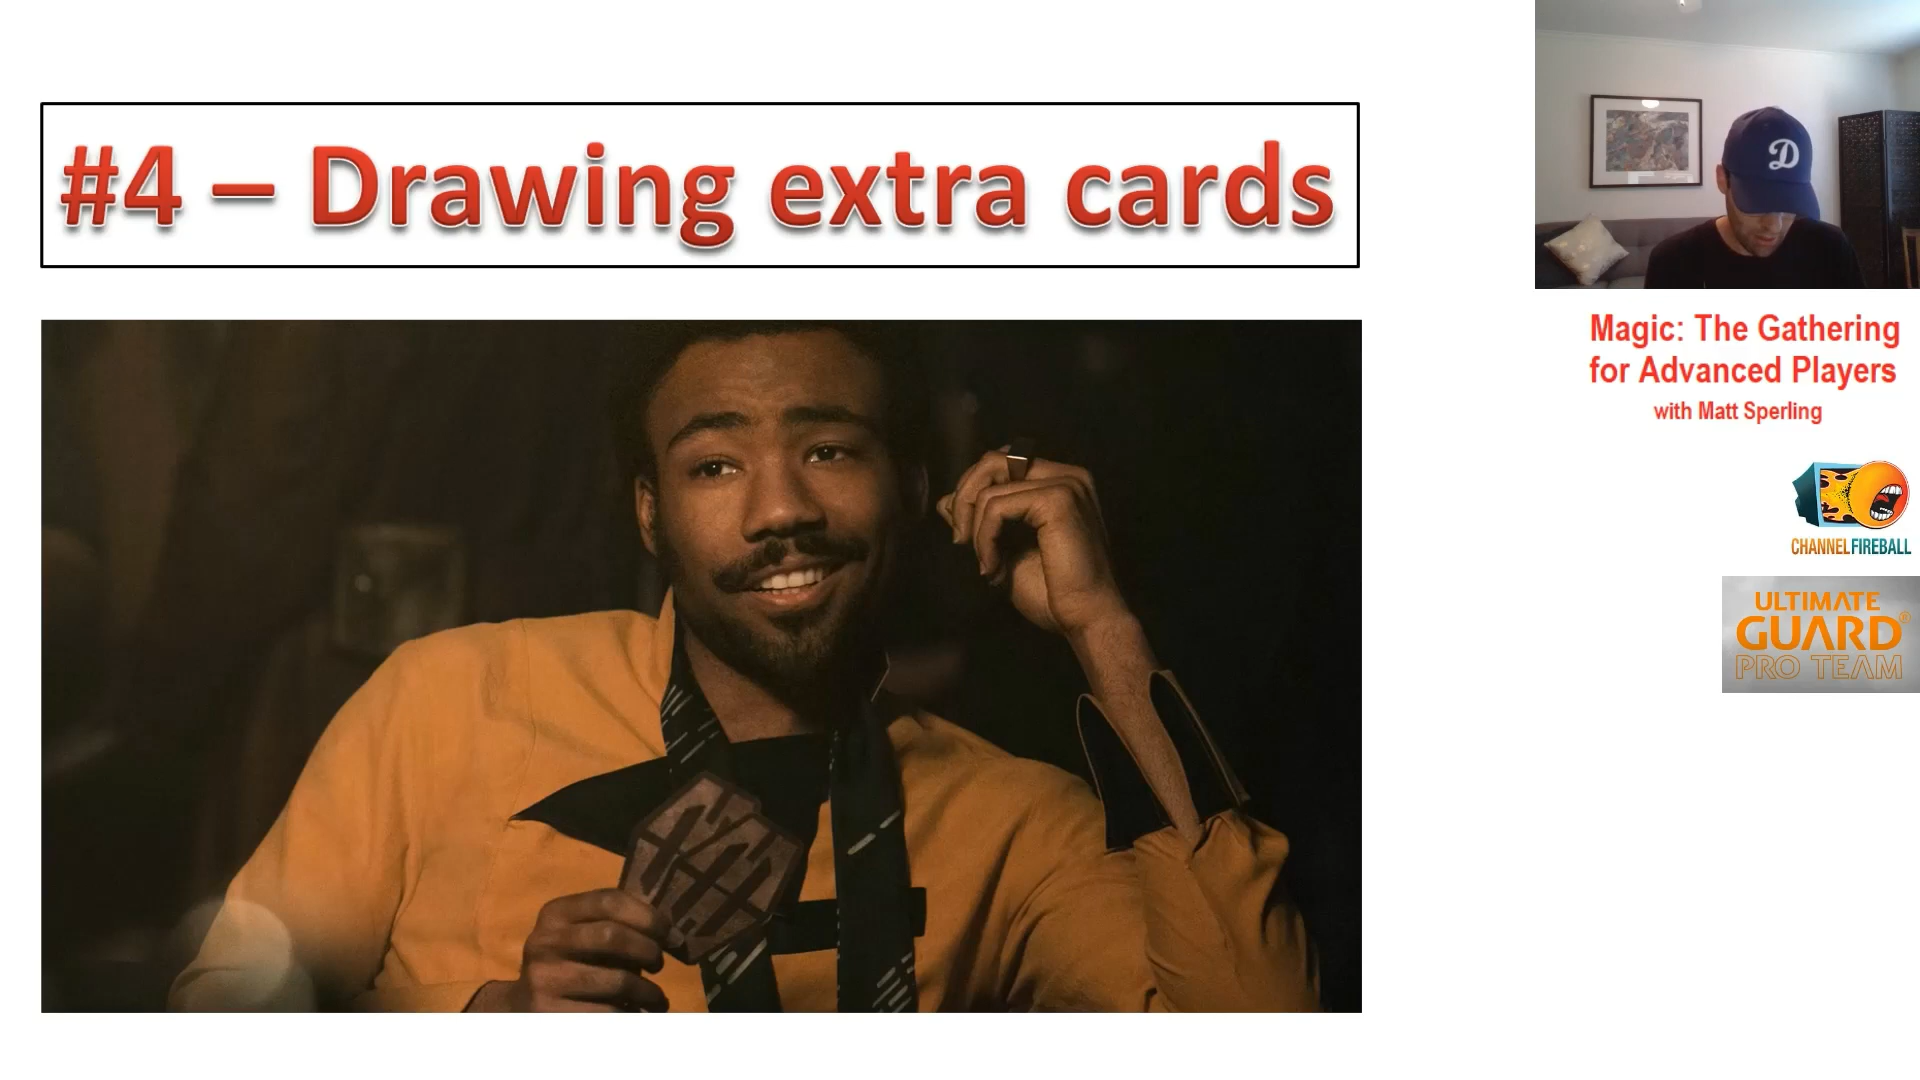 #4 – Drawing extra cards
D
Magic: The Gathering
for Advanced Players
with Matt Sperling
CHANNELFIREBALL
ULTIMATE
GUARD®
PRO TEAM